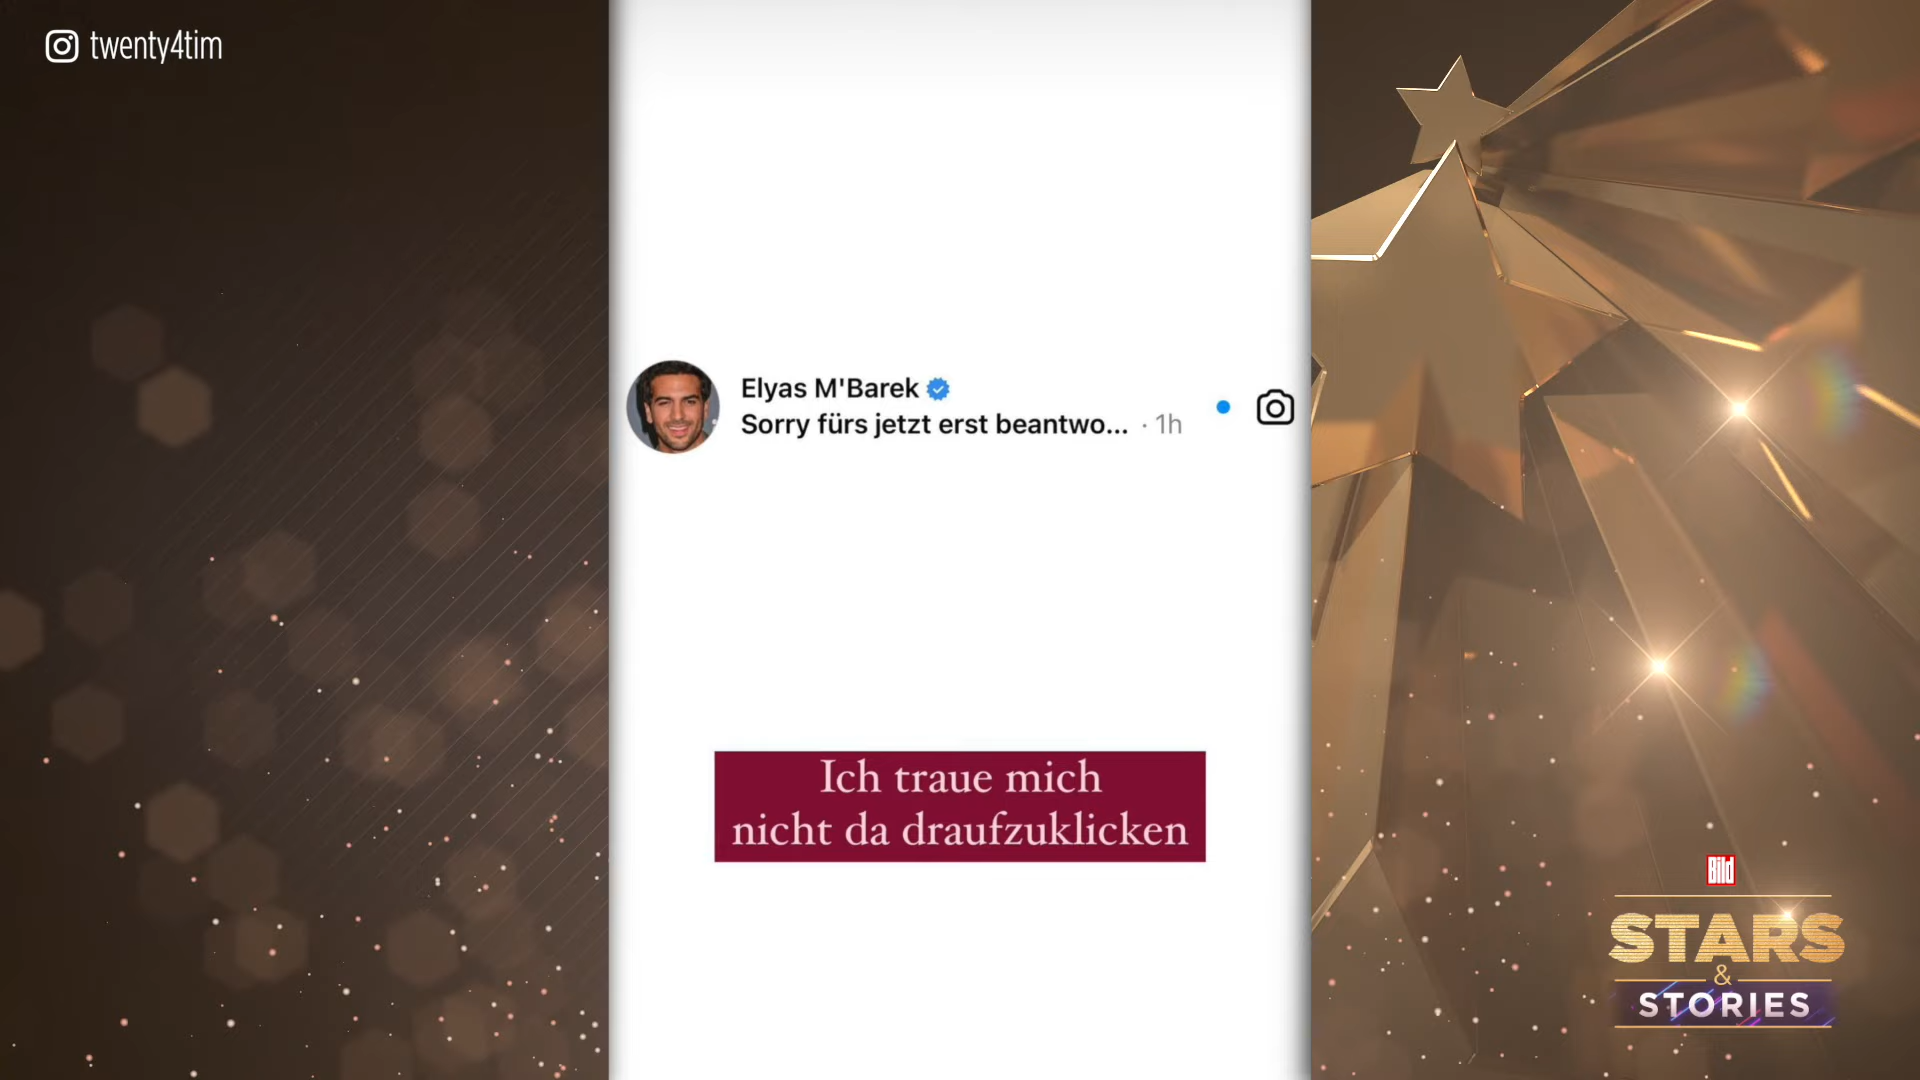 twenty4tim
Elyas M'Barek
Sorry fürs jetzt erst beantwo... · 1h
Ich traue mich
nicht da draufzuklicken
Bild
STARS
&
STORIES